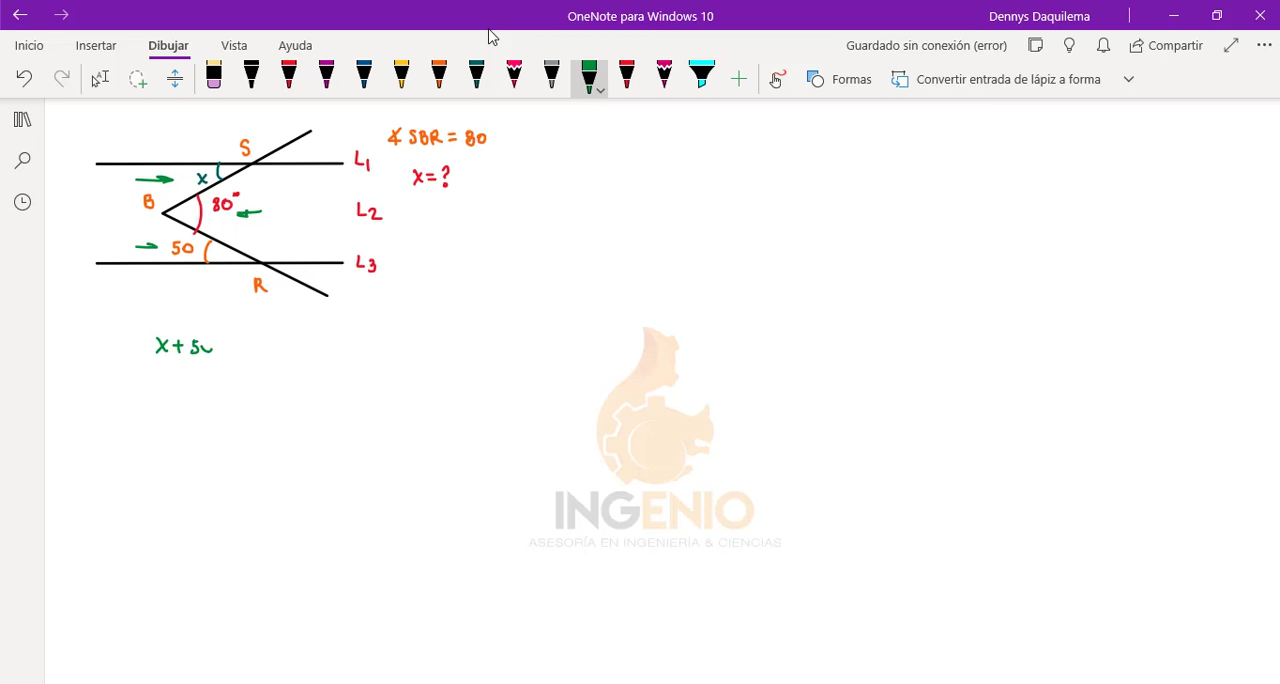 OneNote para Windows 10
Dennys Daquilema
Inicio
Insertar
Dibujar
Vista
Ayuda
Guardado sin conexión (error)
Compartir
Formas
Convertir entrada de lápiz a forma
S
∡ SBR = 80
L1
x
x = ?
B
80°
L2
50
L3
R
x + 50
INGENIO
ASESORÍA EN INGENIERÍA & CIENCIAS